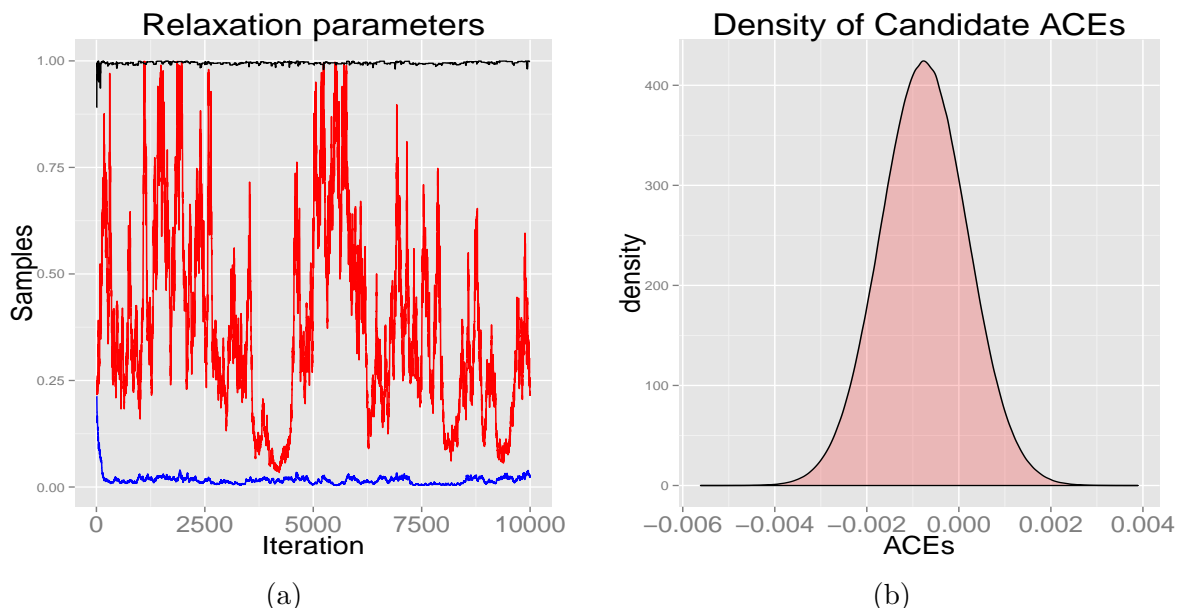 Relaxation parameters
1.00
0.75
0.50
0.25
0.00
Samples
0
2500
5000
7500
10000
Iteration
(a)
Density of Candidate ACEs
400
300
200
100
0
density
−0.006
−0.004
−0.002
0.000
0.002
0.004
ACEs
(b)